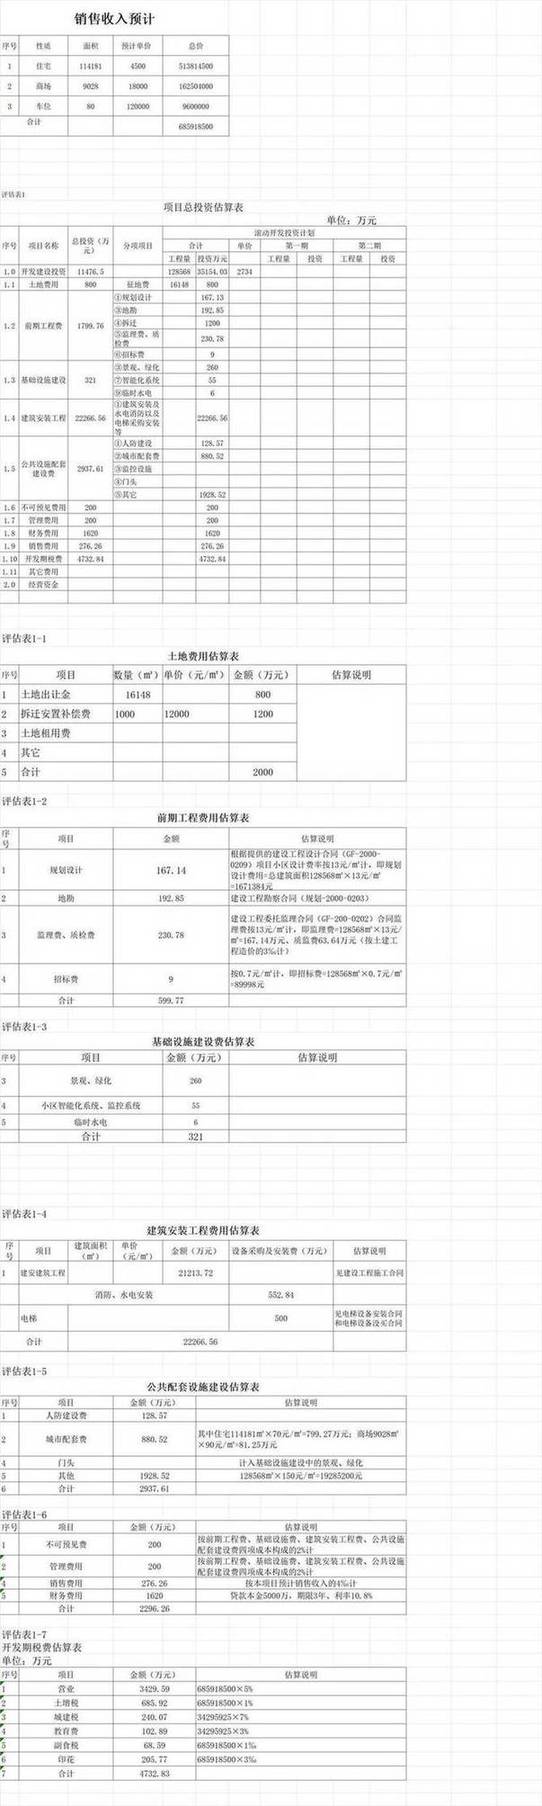 销售收入预计
序号 性质 面积 预计单价 总价
1 住宅 114181 4500 513814500
2 商场 9028 18000 162504000
3 车位 80 120000 9600000
合计 685918500
评估表1
项目总投资估算表
单位：万元
序号 项目名称 总投资（万元） 分项项目 滚动开发投资计划
合计 单价 第一期 第二期
工程量 投资万元 工程量 投资 工程量 投资
1.0 开发建设投资 11476.5 128568 35154.03 2734
1.1 土地费用 800 征地费 16148 800
1.2 前期工程费 1799.76 ①规划设计 167.13
③地勘 192.85
④拆迁 1200
⑤监理费、质检费 230.78
⑥招标费 9
1.3 基础设施建设 321 ③景观、绿化 260
⑦智能化系统 55
⑨临时水电 6
1.4 建筑安装工程 22266.56 ①建筑安装及水电消防以及电梯采购安装等 22266.56
1.5 公共设施配套建设费 2937.61 ①人防建设 128.57
②城市配套费 880.52
③监控设施
④门头
⑤其它 1928.52
1.6 不可预见费用 200 200
1.7 管理费用 200 200
1.8 财务费用 1620 1620
1.9 销售费用 276.26 276.26
1.10 开发期税费 4732.84 4732.84
1.11 其它费用
2.0 经营资金
评估表1-1
土地费用估算表
序号 项目 数量（㎡） 单价（元/㎡） 金额（万元） 估算说明
1 土地出让金 16148 800
2 拆迁安置补偿费 1000 12000 1200
3 土地租用费
4 其它
5 合计 2000
评估表1-2
前期工程费用估算表
序号 项目 金额 估算说明
1 规划设计 167.14 根据提供的建设工程设计合同（GF-2000-
0209）项目小区设计费率按13元/㎡计，即规划
设计费用=总建筑面积128568㎡×13元/㎡
=1671384元
2 地勘 192.85 建设工程勘察合同（规划-2000-0203）
3 监理费、质检费 230.78 建设工程委托监理合同（GF-200-0202）合同监
理费按13元/㎡计，即监理费=128568㎡×13元/
㎡=167.14万元、质监费63.64万元（按土建工
程造价的3‰计）
4 招标费 9 按0.7元/㎡计，即招标费=128568㎡×0.7元/㎡
=89998元
合计 599.77
评估表1-3
基础设施建设费估算表
序号 项目 金额（万元） 估算说明
3 景观、绿化 260
4 小区智能化系统、监控系统 55
5 临时水电 6
合计 321
评估表1-4
建筑安装工程费用估算表
序号 项目 建筑面积（㎡） 单价（元/㎡） 金额（万元） 设备采购及安装费（万元） 估算说明
1 建安建筑工程 21213.72 见建设工程施工合同
消防、水电安装 552.84
电梯 500 见电梯设备安装合同
和电梯设备没买合同
合计 22266.56
评估表1-5
公共配套设施建设估算表
序号 项目 金额（万元） 估算说明
1 人防建设费 128.57
2 城市配套费 880.52 其中住宅114181㎡×70元/㎡=799.27万元；商场9028㎡
×90元/㎡=81.25万元
4 门头 计入基础设施建设中的景观、绿化
5 其他 1928.52 128568㎡×150元/㎡=19285200元
6 合计 2937.61
评估表1-6
序号 项目 金额（万元） 估算说明
1 不可预见费 200 按前期工程费、基础设施费、建筑安装工程费、公共设施
配套建设费四项成本构成的2%计
2 管理费用 200 按前期工程费、基础设施费、建筑安装工程费、公共设施
配套建设费四项成本构成的2%计
4 销售费用 276.26 按本项目预计销售收入的4‰计
5 财务费用 1620 贷款本金5000万，期限3年、利率10.8%
合计 2296.26
评估表1-7
开发期税费估算表
单位：万元
序号 项目 金额（万元） 估算说明
1 营业 3429.59 685918500×5%
2 土增税 685.92 685918500×1%
3 城建税 240.07 34295925×7%
4 教育费 102.89 34295925×3%
5 副食税 68.59 685918500×1‰
6 印花 205.77 685918500×3‰
7 合计 4732.83